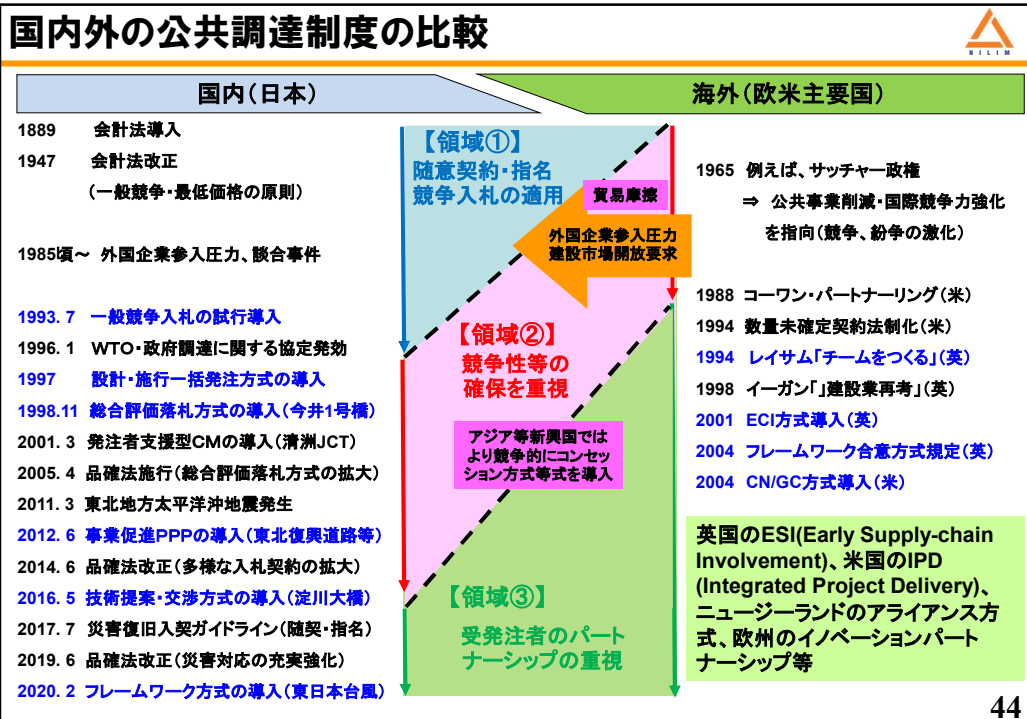 国内外の公共調達制度の比較
NILIM
国内(日本)
海外(欧米主要国)
1889 会計法導入
1947 会計法改正
(一般競争・最低価格の原則)
1985頃~ 外国企業参入圧力、談合事件
1993. 7 一般競争入札の試行導入
1996. 1 WTO・政府調達に関する協定発効
1997 設計・施行一括発注方式の導入
1998.11 総合評価落札方式の導入(今井1号橋)
2001. 3 発注者支援型CMの導入(清洲JCT)
2005. 4 品確法施行(総合評価落札方式の拡大)
2011. 3 東北地方太平洋沖地震発生
2012. 6 事業促進PPPの導入(東北復興道路等)
2014. 6 品確法改正(多様な入札契約の拡大)
2016. 5 技術提案・交渉方式の導入(淀川大橋)
2017. 7 災害復旧入契ガイドライン(随契・指名)
2019. 6 品確法改正(災害対応の充実強化)
2020. 2 フレームワーク方式の導入(東日本台風)
【領域①】
随意契約・指名
競争入札の適用
貿易摩擦
外国企業参入圧力
建設市場開放要求
【領域②】
競争性等の
確保を重視
アジア等新興国では
より競争的にコンセッ
ション方式等式を導入
【領域③】
受発注者のパート
ナーシップの重視
1965 例えば、サッチャー政権
⇒ 公共事業削減・国際競争力強化
を指向(競争、紛争の激化)
1988 コーワン・パートナーリング(米)
1994 数量未確定契約法制化(米)
1994 レイサム「チームをつくる」(英)
1998 イーガン「」建設業再考」(英)
2001 ECI方式導入(英)
2004 フレームワーク合意方式規定(英)
2004 CN/GC方式導入(米)
英国のESI(Early Supply-chain
Involvement)、米国のIPD
(Integrated Project Delivery)、
ニュージーランドのアライアンス方
式、欧州のイノベーションパート
ナーシップ等
44